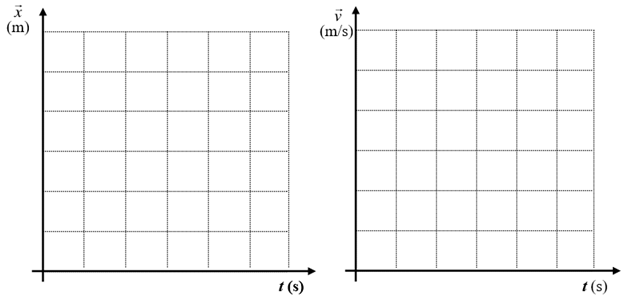 x⃗
(m)
t (s)
v⃗
(m/s)
t (s)